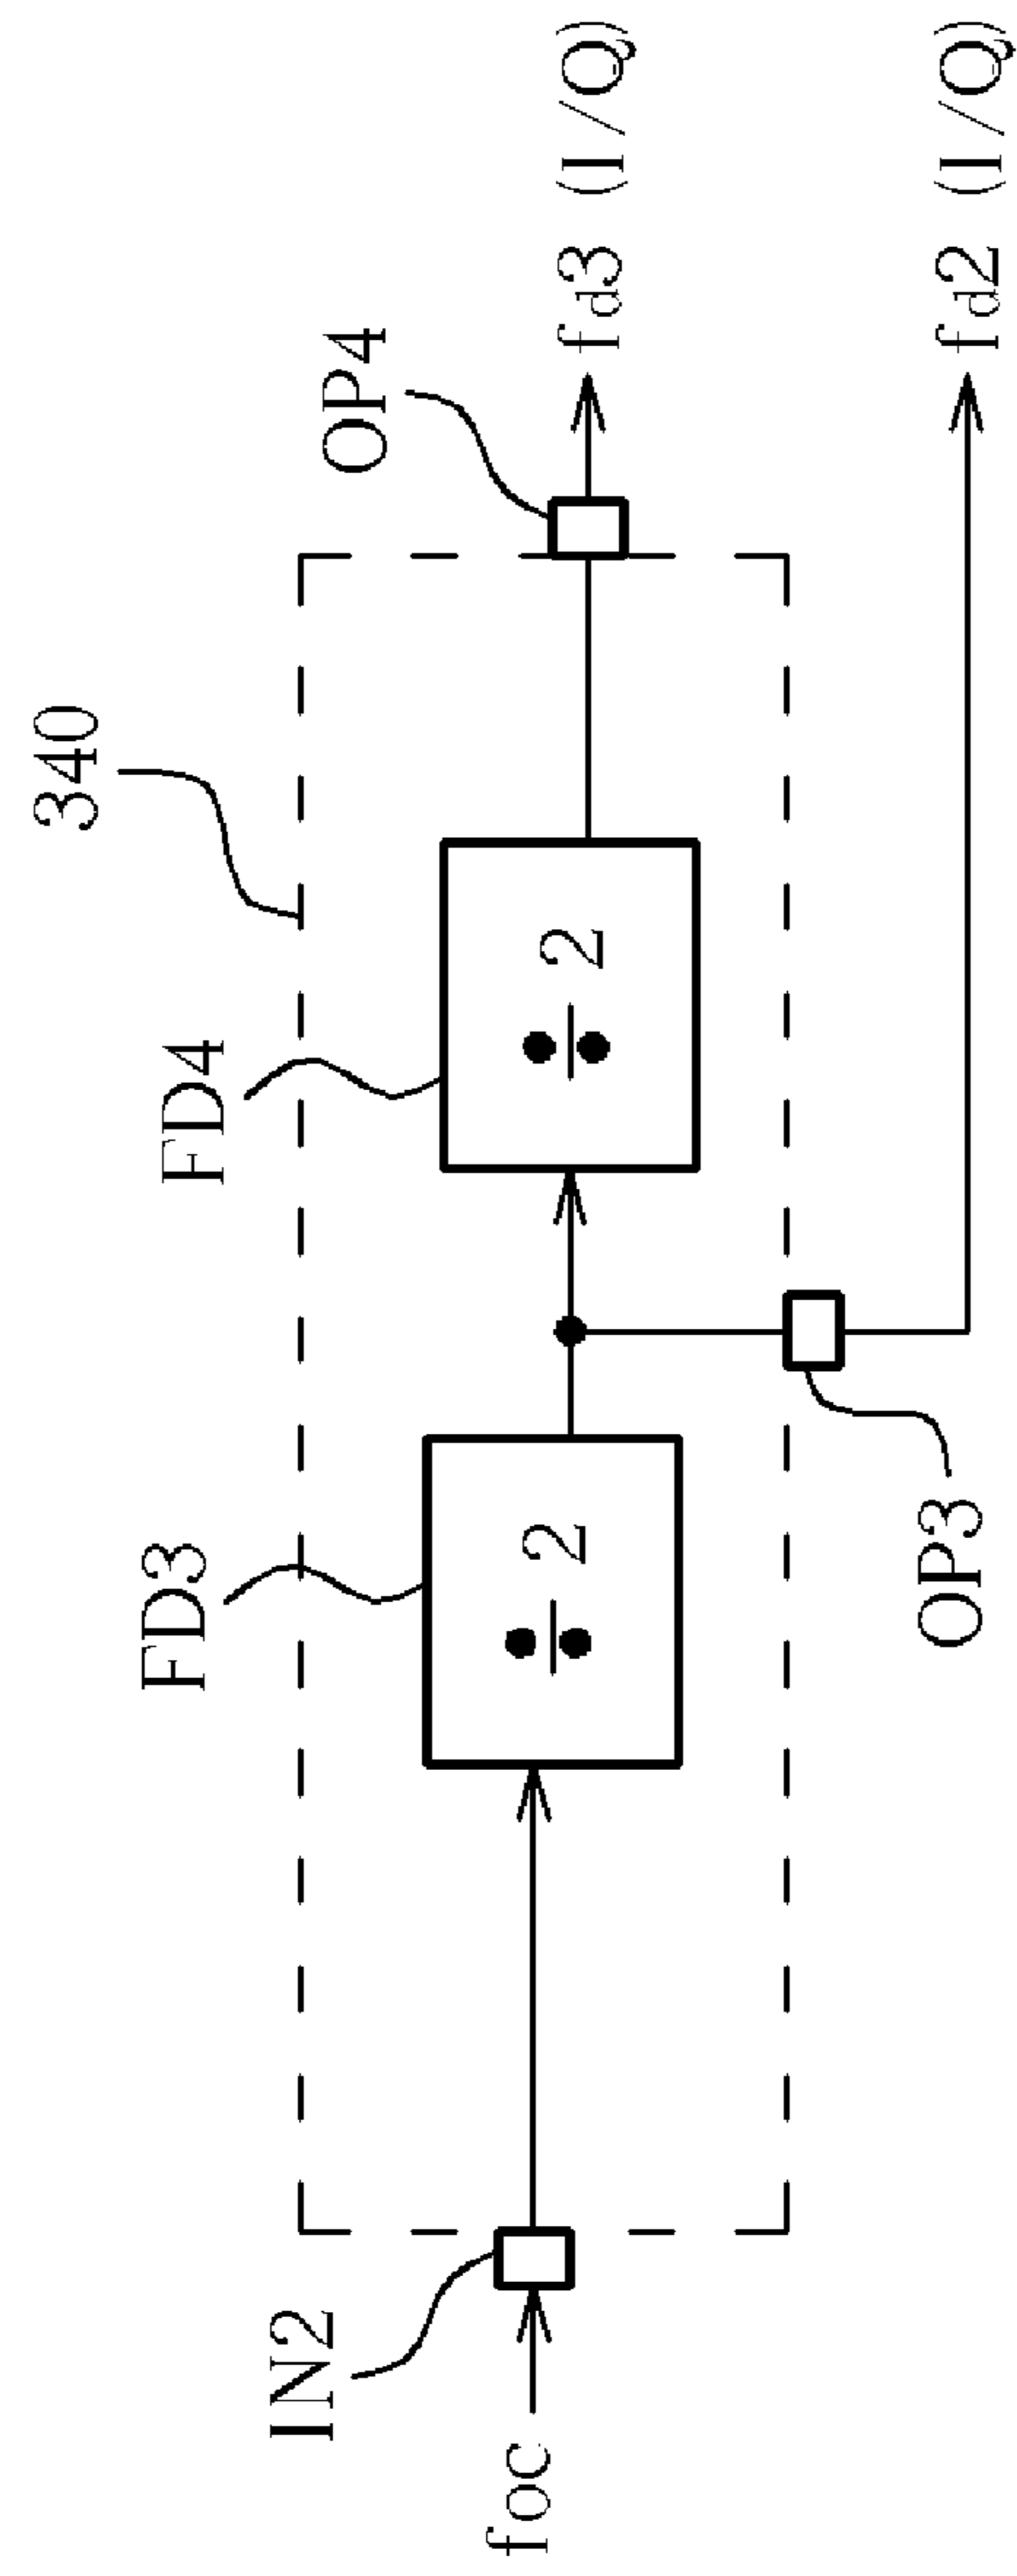 340
FD3
FD4
OP4
IN2
foc
÷ 2
÷ 2
fd3 (I/Q)
OP3
fd2 (I/Q)